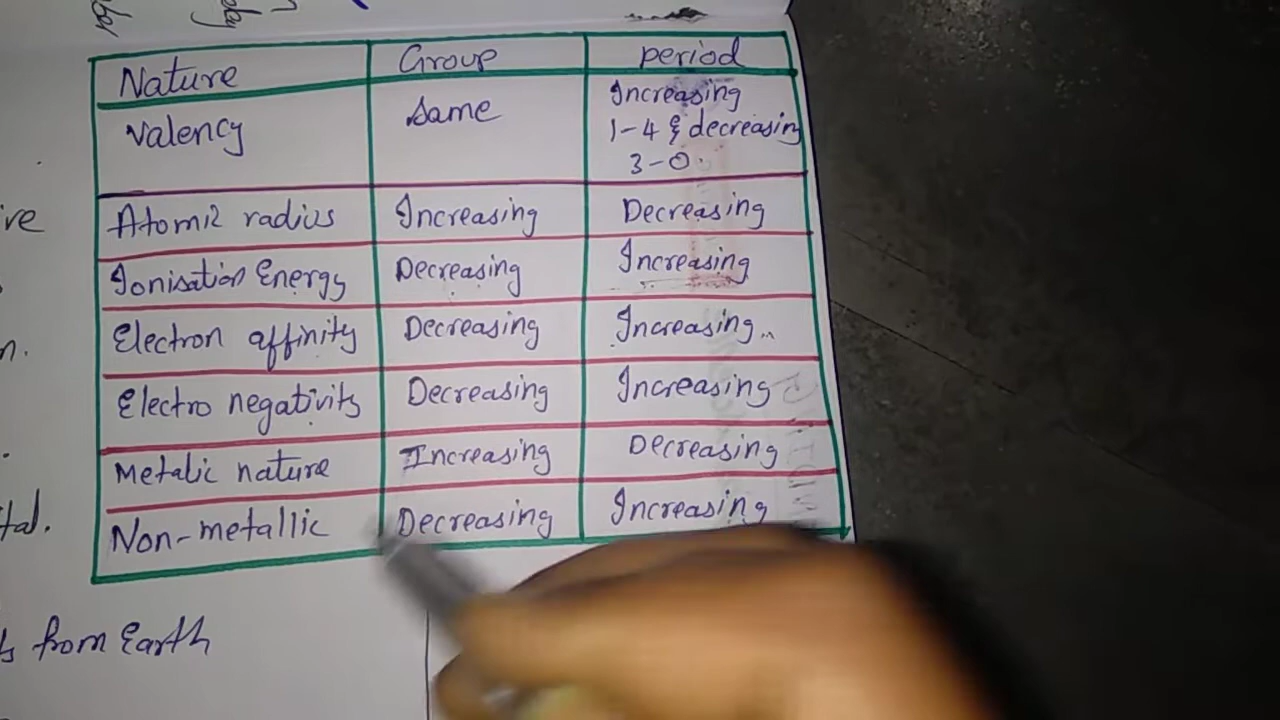 Nature Group period
Valency Same Increasing
1-4 & decreasing
3-0.
Atomic radius Increasing Decreasing
Ionisation Energy Decreasing Increasing
Electron affinity Decreasing Increasing
Electro negativity Decreasing Increasing
Metalic nature Increasing Decreasing
Non-metallic Decreasing Increasing
from Earth